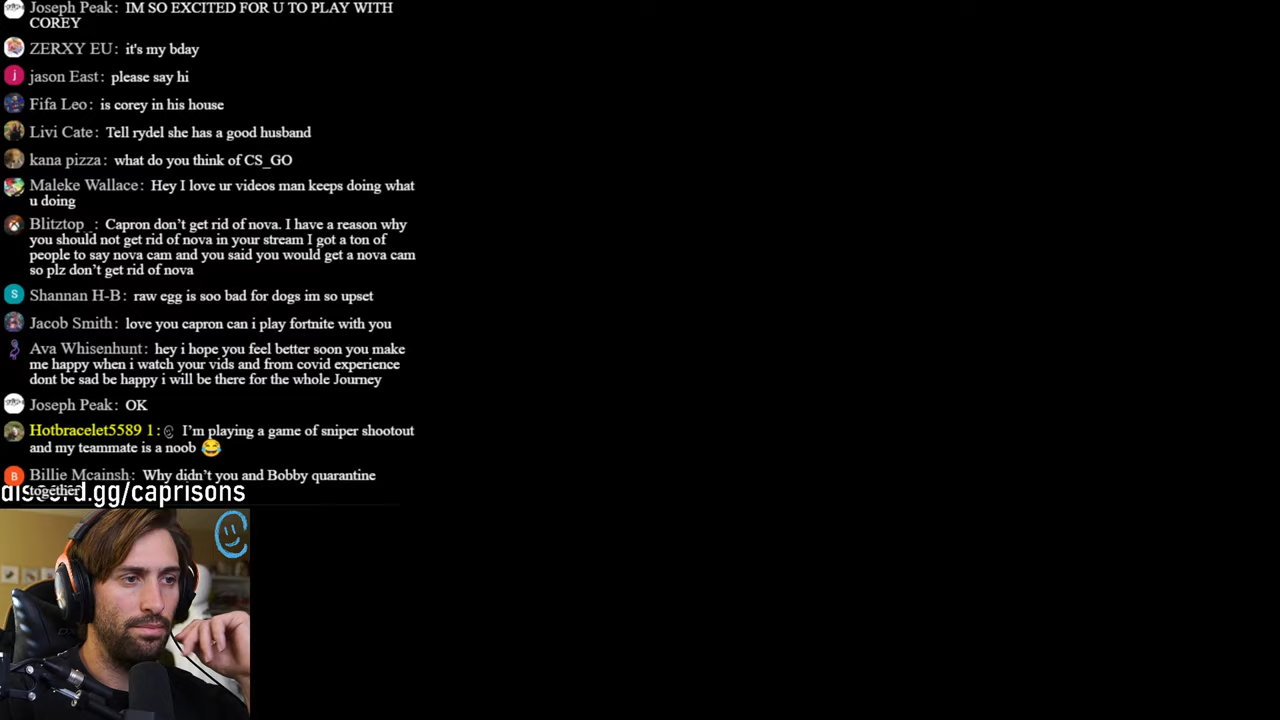 Joseph Peak: IM SO EXCITED FOR U TO PLAY WITH
COREY
ZERXY EU: it's my bday
j jason East: please say hi
Fifa Leo: is corey in his house
Livi Cate: Tell rydel she has a good husband
kana pizza: what do you think of CS_GO
Maleke Wallace: Hey I love ur videos man keeps doing what
u doing
Blitztop_: Capron don’t get rid of nova. I have a reason why
you should not get rid of nova in your stream I got a ton of
people to say nova cam and you said you would get a nova cam
so plz don’t get rid of nova
S Shannan H-B: raw egg is soo bad for dogs im so upset
Jacob Smith: love you capron can i play fortnite with you
Ava Whisenhunt: hey i hope you feel better soon you make
me happy when i watch your vids and from covid experience
dont be sad be happy i will be there for the whole Journey
Joseph Peak: OK
Hotbracelet5589 1: I’m playing a game of sniper shootout
and my teammate is a noob 😂
B Billie Mcainsh: Why didn’t you and Bobby quarantine
together
discord.gg/caprisons